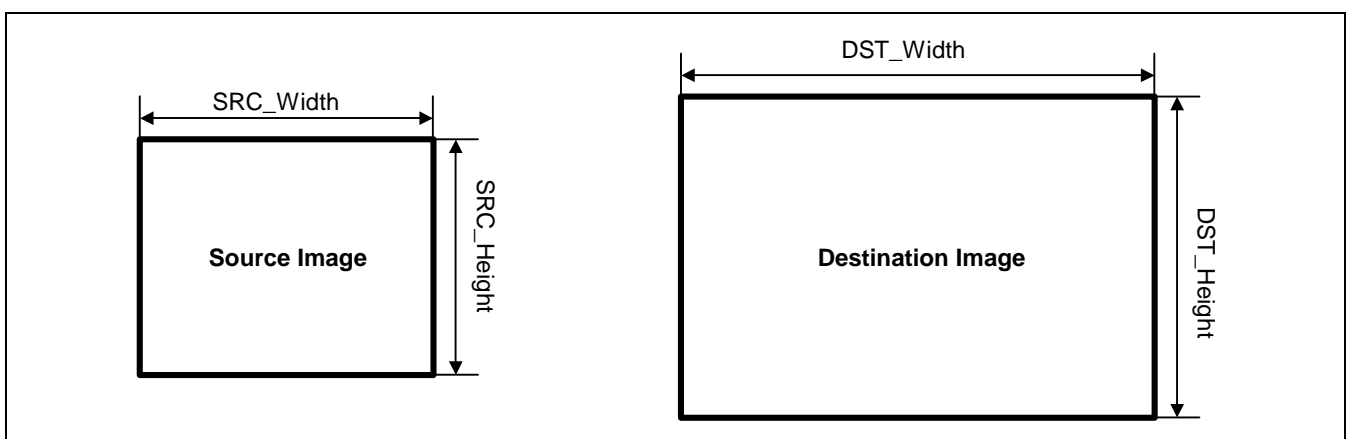 SRC_Width
SRC_Height
Source Image
DST_Width
DST_Height
Destination Image